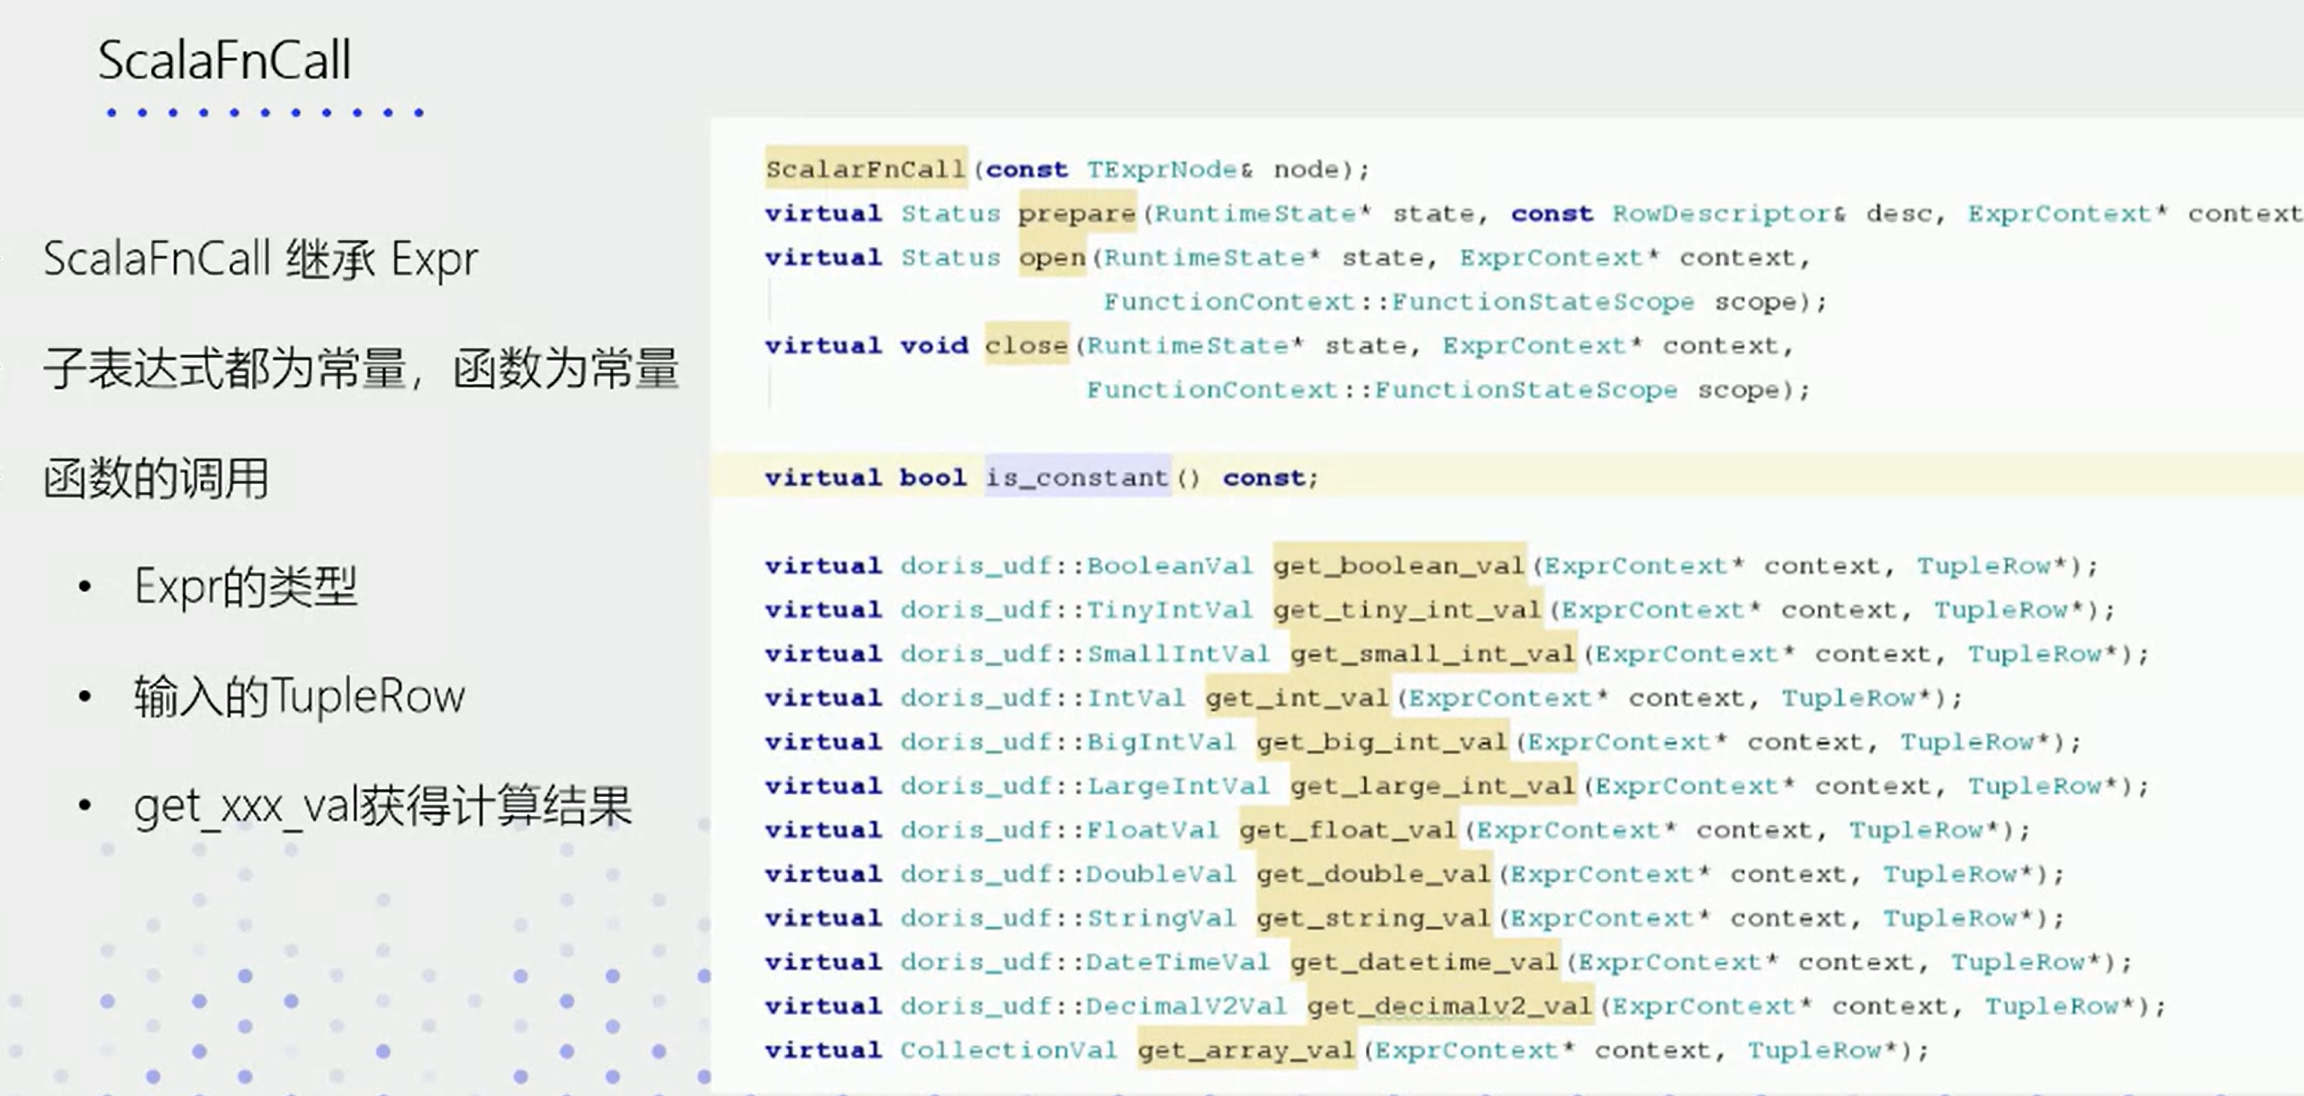 ScalaFnCall
ScalaFnCall 继承 Expr
子表达式都为常量，函数为常量
函数的调用
• Expr的类型
• 输入的TupleRow
• get_xxx_val获得计算结果
ScalarFnCall(const TExprNode& node);
virtual Status prepare(RuntimeState* state, const RowDescriptor& desc, ExprContext* context
virtual Status open(RuntimeState* state, ExprContext* context,
FunctionContext::FunctionStateScope scope);
virtual void close(RuntimeState* state, ExprContext* context,
FunctionContext::FunctionStateScope scope);
virtual bool is_constant() const;
virtual doris_udf::BooleanVal get_boolean_val(ExprContext* context, TupleRow*);
virtual doris_udf::TinyIntVal get_tiny_int_val(ExprContext* context, TupleRow*);
virtual doris_udf::SmallIntVal get_small_int_val(ExprContext* context, TupleRow*);
virtual doris_udf::IntVal get_int_val(ExprContext* context, TupleRow*);
virtual doris_udf::BigIntVal get_big_int_val(ExprContext* context, TupleRow*);
virtual doris_udf::LargeIntVal get_large_int_val(ExprContext* context, TupleRow*);
virtual doris_udf::FloatVal get_float_val(ExprContext* context, TupleRow*);
virtual doris_udf::DoubleVal get_double_val(ExprContext* context, TupleRow*);
virtual doris_udf::StringVal get_string_val(ExprContext* context, TupleRow*);
virtual doris_udf::DateTimeVal get_datetime_val(ExprContext* context, TupleRow*);
virtual doris_udf::DecimalV2Val get_decimalv2_val(ExprContext* context, TupleRow*);
virtual CollectionVal get_array_val(ExprContext* context, TupleRow*);